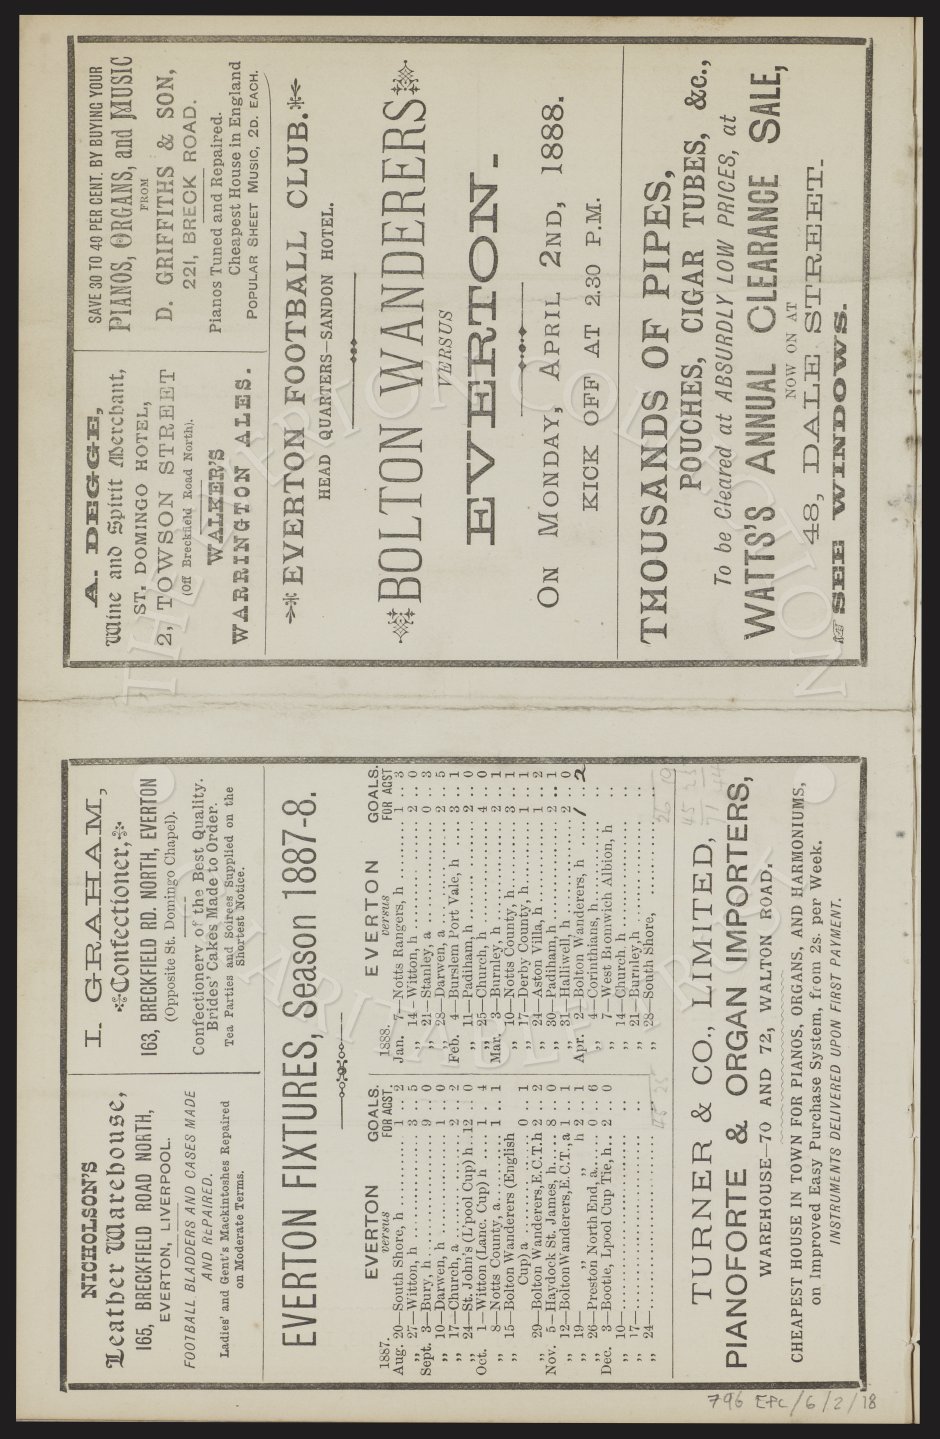 NICHOLSON'S
Leather Warehouse,
165, BRECKFIELD ROAD NORTH,
EVERTON, LIVERPOOL.
FOOTBALL BLADDERS AND CASES MADE
AND REPAIRED.
Ladies' and Gent's Mackintoshes Repaired
on Moderate Terms.
I. GRAHAM,
Confectioner,
163, BRECKFIELD RD. NORTH, EVERTON
(Opposite St. Domingo Chapel).
Confectionery of the Best Quality.
Brides' Cakes Made to Order.
Tea Parties and Soirees Supplied on the
Shortest Notice.
EVERTON FIXTURES, Season 1887-8.
EVERTON GOALS.
1887. versus FOR AGST.
Aug. 20—South Shore, h 1 .. 2
„ 27—Witton, h 3 .. 5
Sept. 3—Bury, h 9 .. 0
„ 10—Darwen, h 1 .. 0
„ 17—Church, a 2 .. 2
„ 24—St. John's (L'pool Cup) h 12 .. 0
Oct. 1—Witton (Lanc. Cup) h 1 .. 4
„ 8—Notts County, a 1 .. 1
„ 15—Bolton Wanderers (English
Cup) a 0 .. 1
„ 29—Bolton Wanderers, E.C.T. h 2 .. 2
Nov. 5—Haydock St. James, h 8 .. 0
„ 12—Bolton Wanderers, E.C.T., a 1 .. 1
„ 19— „ „ h 2 .. 1
„ 26—Preston North End, a 0 .. 6
Dec. 3—Bootle, Lpool Cup Tie, h 2 .. 0
„ 10—
„ 17—
„ 24—
EVERTON GOALS.
1888. versus FOR AGST
Jan. 7—Notts Rangers, h 1 .. 3
„ 14—Witton, h 2 .. 0
„ 21—Stanley, a 0 .. 3
„ 28—Darwen, a 2 .. 5
Feb. 4—Burslem Port Vale, h 3 .. 1
„ 11—Padiham, h 2 .. 0
„ 25—Church, h 4 .. 0
Mar. 3—Burnley, h 2 .. 1
„ 10—Notts County, h 3 .. 1
„ 17—Derby County, h 1 .. 1
„ 24—Aston Villa, h 1 .. 2
„ 30—Padiham, h 2 .. 1
„ 31—Halliwell, h 2 .. 0
Apr. 2—Bolton Wanderers, h 1 .. 2
„ 4—Corinthians, h
„ 7—West Bromwich Albion, h
„ 14—Church, h
„ 21—Burnley, h
„ 28—South Shore,
TURNER & CO., LIMITED,
PIANOFORTE & ORGAN IMPORTERS,
WAREHOUSE—70 AND 72, WALTON ROAD.
CHEAPEST HOUSE IN TOWN FOR PIANOS, ORGANS, AND HARMONIUMS,
on Improved Easy Purchase System, from 2s. per Week.
INSTRUMENTS DELIVERED UPON FIRST PAYMENT.
796 EFC/6/2/18
A. DEGGE,
Wine and Spirit Merchant,
ST. DOMINGO HOTEL,
2, TOWSON STREET
(Off Breckfield Road North).
WALKER'S
WARRINGTON ALES.
SAVE 30 TO 40 PER CENT. BY BUYING YOUR
PIANOS, ORGANS, and MUSIC
FROM
D. GRIFFITHS & SON,
221, BRECK ROAD.
Pianos Tuned and Repaired.
Cheapest House in England
POPULAR SHEET MUSIC, 2D. EACH.
EVERTON FOOTBALL CLUB.
HEAD QUARTERS—SANDON HOTEL.
BOLTON WANDERERS
VERSUS
EVERTON.
ON MONDAY, APRIL 2ND, 1888.
KICK OFF AT 2.30 P.M.
TMOUSANDS OF PIPES,
POUCHES, CIGAR TUBES, &c.,
To be Cleared at ABSURDLY LOW PRICES, at
WATTS'S ANNUAL CLEARANCE SALE,
NOW ON AT
48, DALE STREET.
SEE WINDOWS.
THE EVERTON COLLECTION
CHARITABLE TRUST